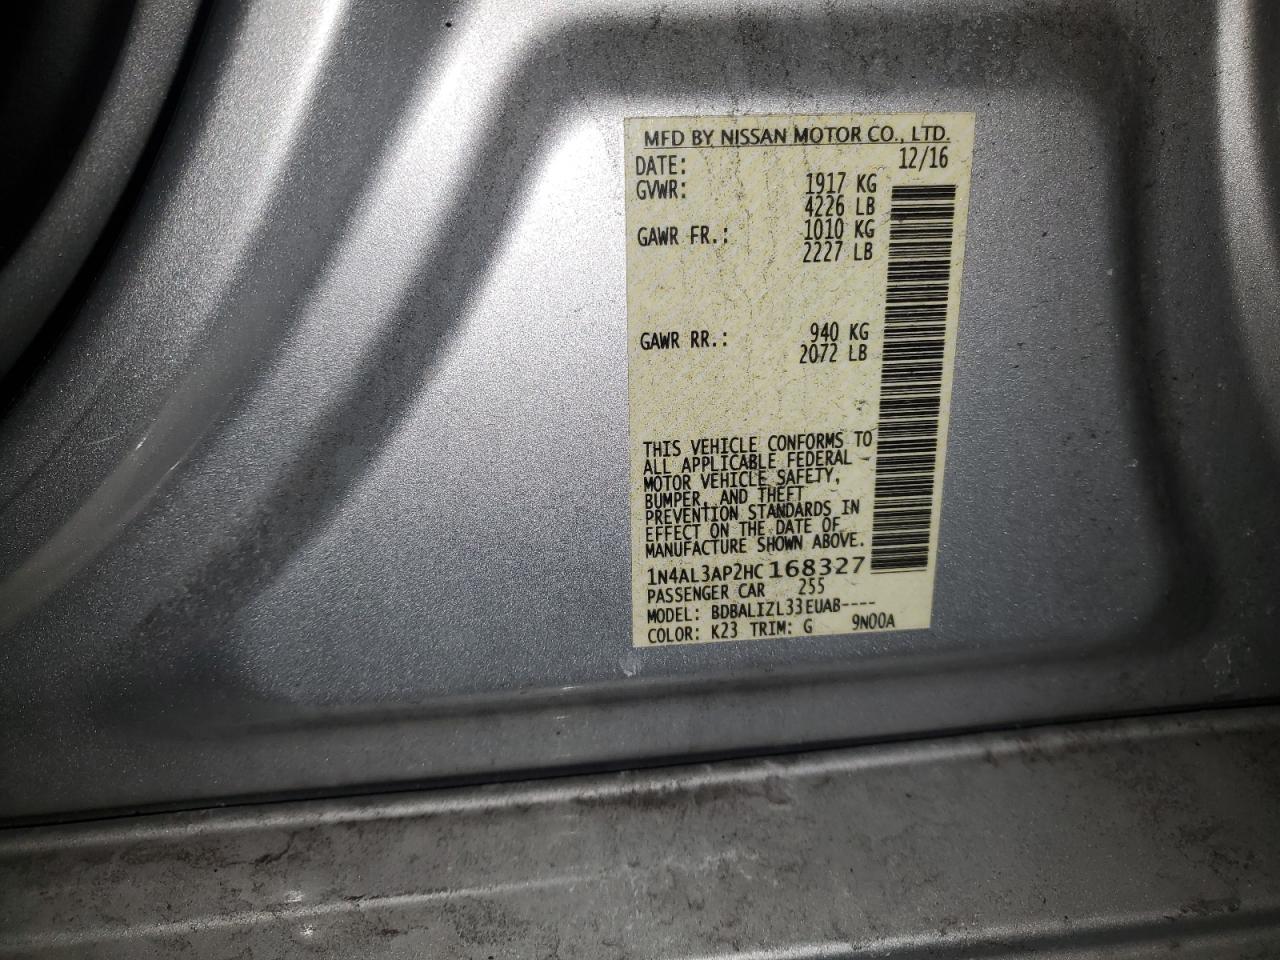 MFD BY NISSAN MOTOR CO., LTD.
DATE: 12/16
GVWR: 1917 KG
4226 LB
GAWR FR.: 1010 KG
2227 LB
GAWR RR.: 940 KG
2072 LB
THIS VEHICLE CONFORMS TO
ALL APPLICABLE FEDERAL
MOTOR VEHICLE SAFETY,
BUMPER, AND THEFT
PREVENTION STANDARDS IN
EFFECT ON THE DATE OF
MANUFACTURE SHOWN ABOVE.
1N4AL3AP2HC168327
PASSENGER CAR 255
MODEL: BDBALIZL33EUAB----
COLOR: K23 TRIM: G 9N00A